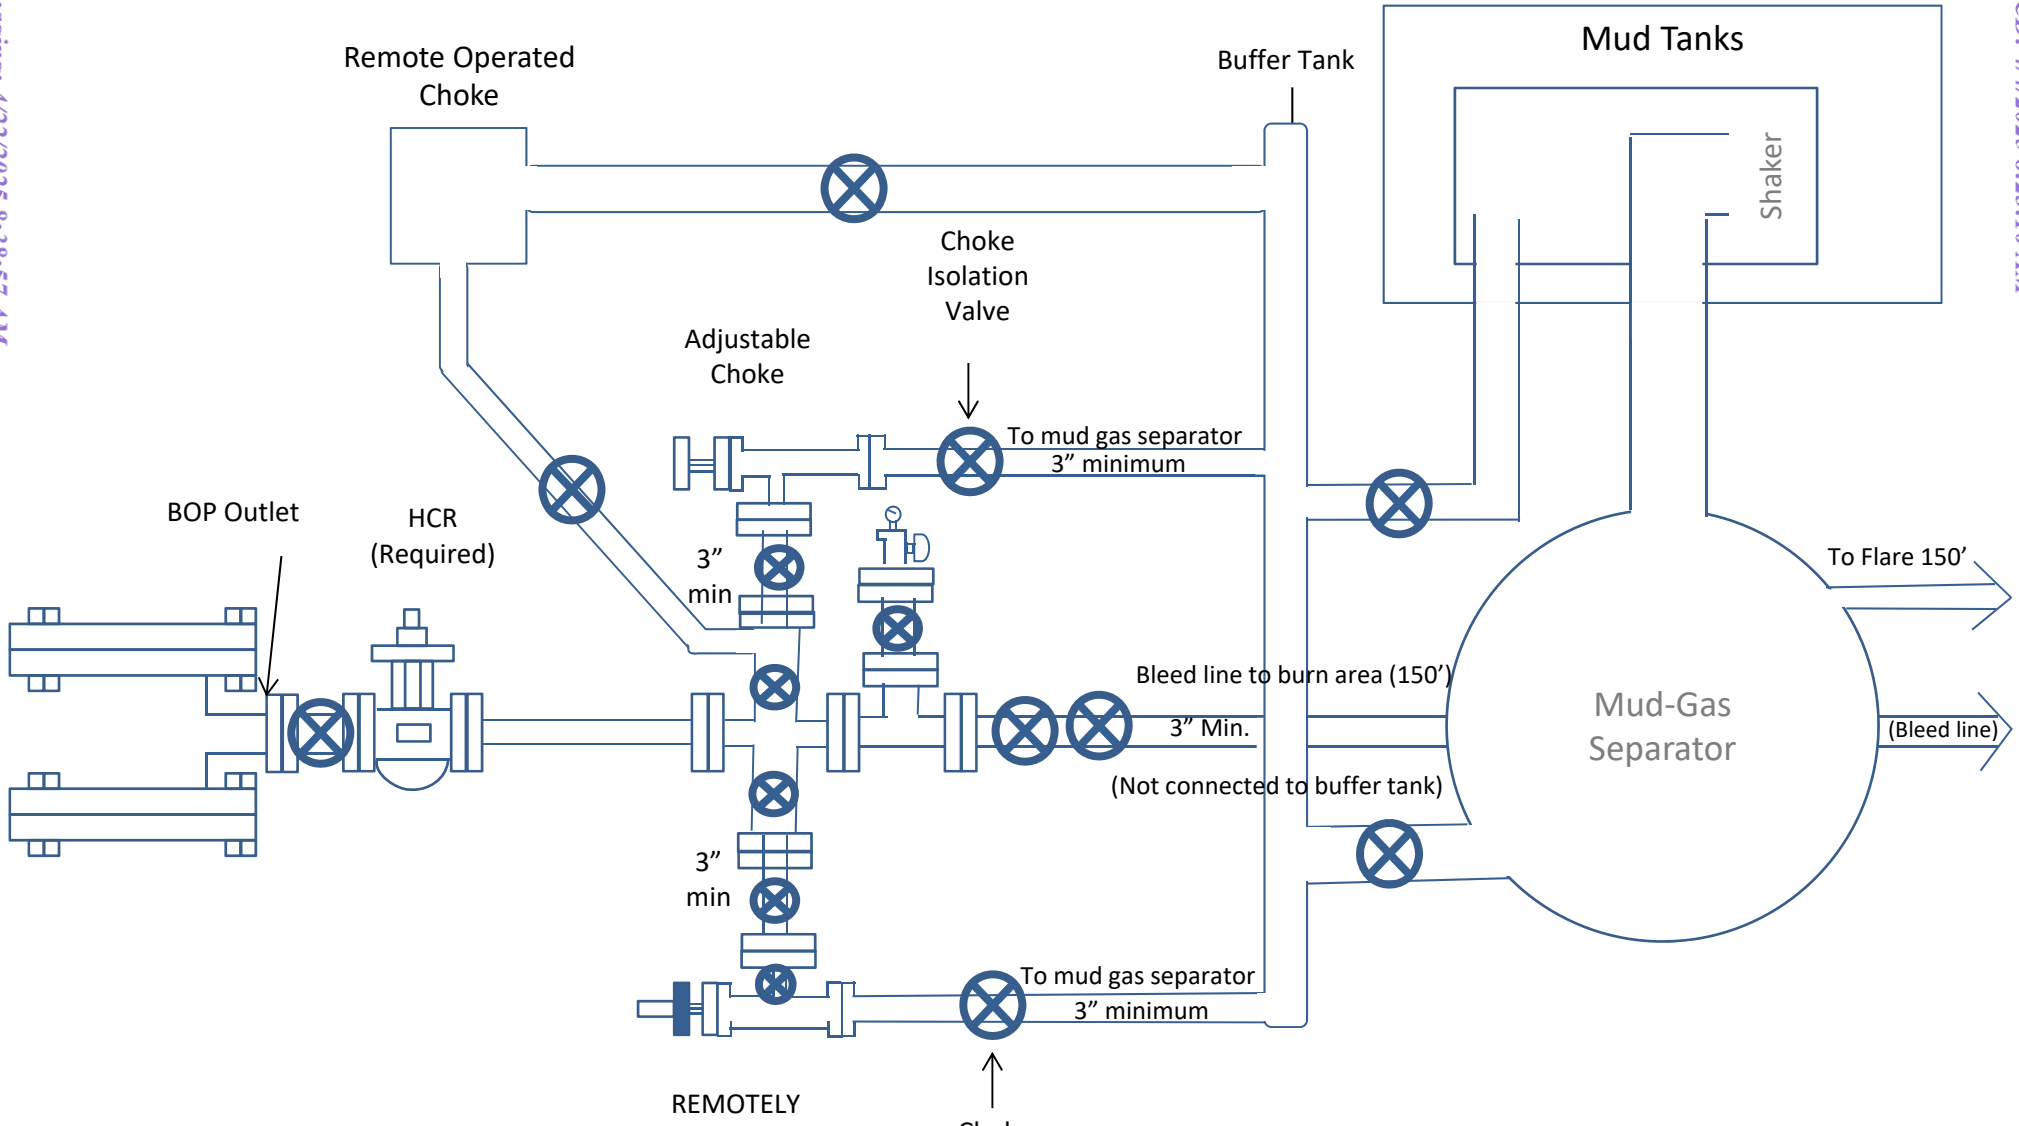 Mud Tanks
Remote Operated
Choke
Buffer Tank
Shaker
Choke
Isolation
Valve
Adjustable
Choke
To mud gas separator
3” minimum
BOP Outlet
HCR
(Required)
3”
min
To Flare 150’
Bleed line to burn area (150’)
3” Min.
(Not connected to buffer tank)
Mud-Gas
Separator
(Bleed line)
3”
min
To mud gas separator
3” minimum
REMOTELY